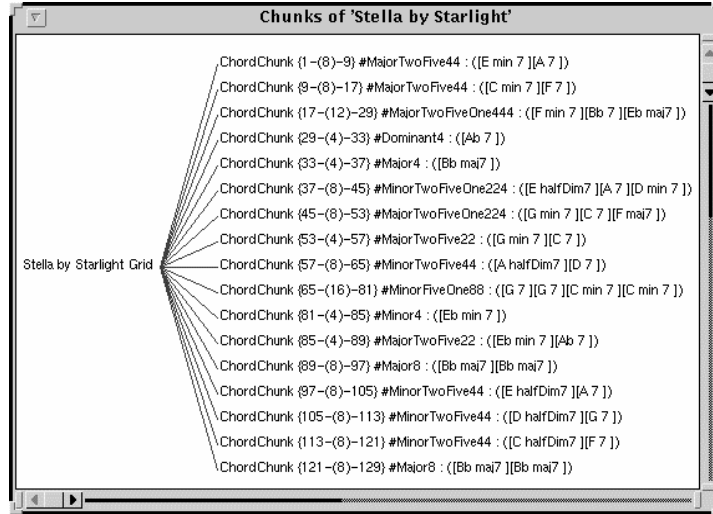 Chunks of 'Stella by Starlight'
ChordChunk {1-(8)-9} #MajorTwoFive44 : ([E min 7 ][A 7 ])
ChordChunk {9-(8)-17} #MajorTwoFive44 : ([C min 7 ][F 7 ])
ChordChunk {17-(12)-29} #MajorTwoFiveOne444 : ([F min 7 ][Bb 7 ][Eb maj7 ])
ChordChunk {29-(4)-33} #Dominant4 : ([Ab 7 ])
ChordChunk {33-(4)-37} #Major4 : ([Bb maj7 ])
ChordChunk {37-(8)-45} #MinorTwoFiveOne224 : ([E halfDim7 ][A 7 ][D min 7 ])
ChordChunk {45-(8)-53} #MajorTwoFiveOne224 : ([G min 7 ][C 7 ][F maj7 ])
ChordChunk {53-(4)-57} #MajorTwoFive22 : ([G min 7 ][C 7 ])
Stella by Starlight Grid
ChordChunk {57-(8)-65} #MinorTwoFive44 : ([A halfDim7 ][D 7 ])
ChordChunk {65-(16)-81} #MinorFiveOne88 : ([G 7 ][G 7 ][C min 7 ][C min 7 ])
ChordChunk {81-(4)-85} #Minor4 : ([Eb min 7 ])
ChordChunk {85-(4)-89} #MajorTwoFive22 : ([Eb min 7 ][Ab 7 ])
ChordChunk {89-(8)-97} #Major8 : ([Bb maj7 ][Bb maj7 ])
ChordChunk {97-(8)-105} #MinorTwoFive44 : ([E halfDim7 ][A 7 ])
ChordChunk {105-(8)-113} #MinorTwoFive44 : ([D halfDim7 ][G 7 ])
ChordChunk {113-(8)-121} #MinorTwoFive44 : ([C halfDim7 ][F 7 ])
ChordChunk {121-(8)-129} #Major8 : ([Bb maj7 ][Bb maj7 ])